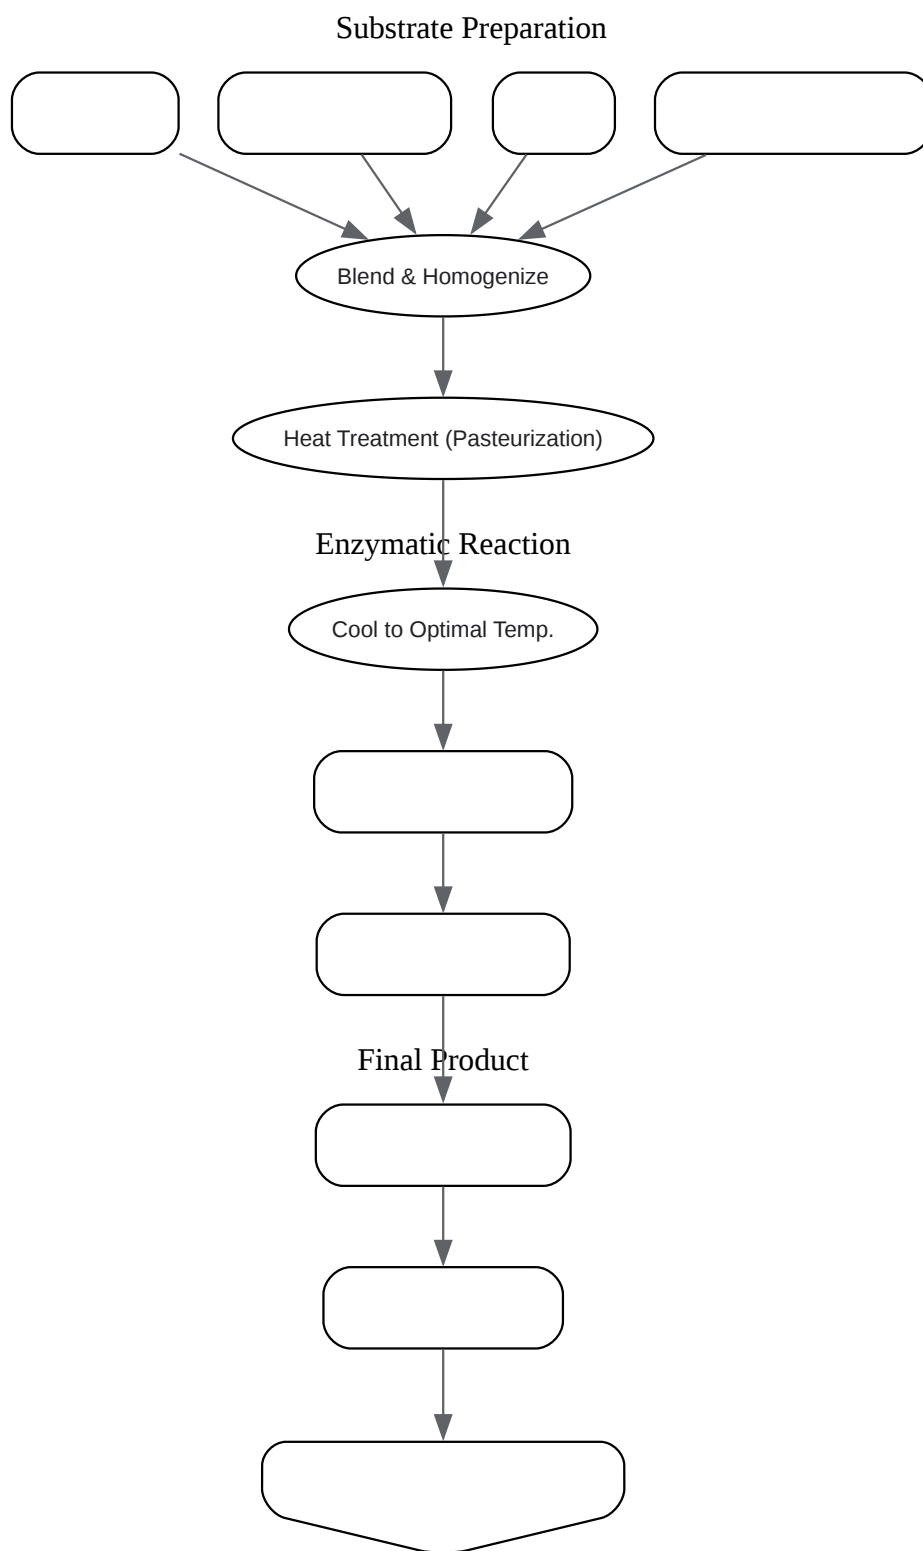 Substrate Preparation
Blend & Homogenize
Heat Treatment (Pasteurization)
Enzymatic Reaction
Cool to Optimal Temp.
Final Product